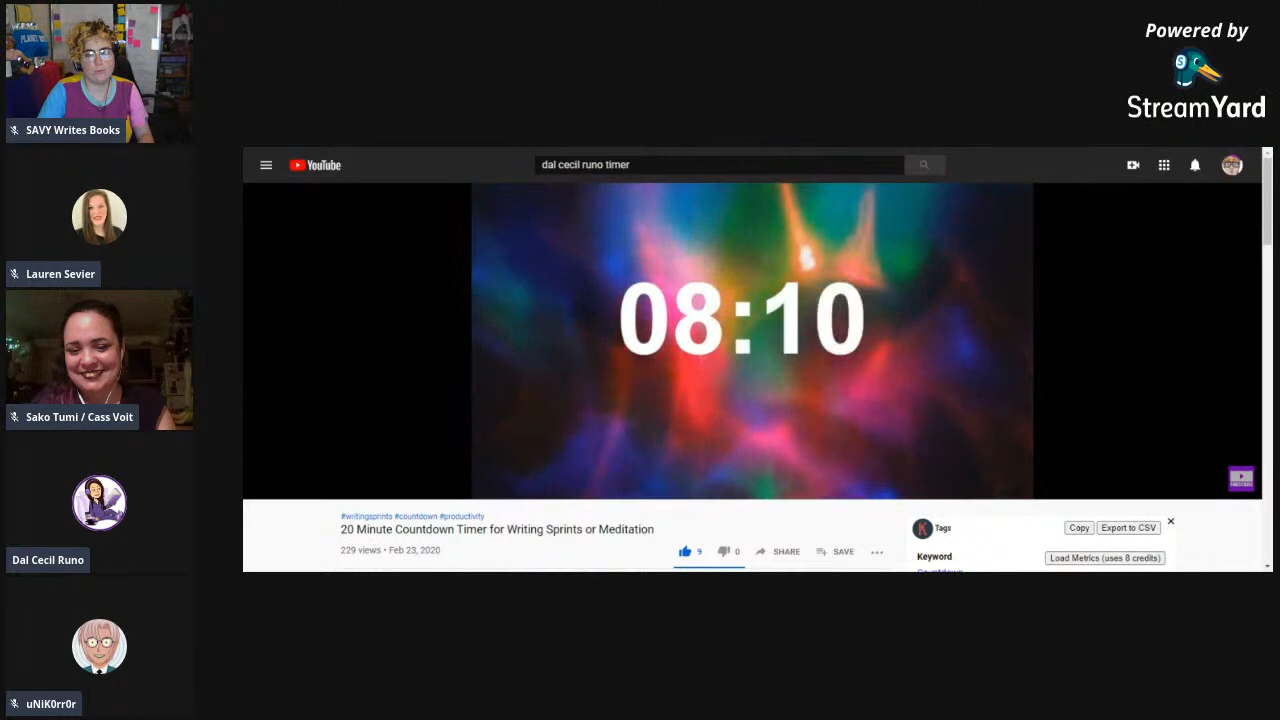 Powered by
StreamYard
SAVY Writes Books
Lauren Sevier
Sako Tumi / Cass Voit
Dal Cecil Runo
uNiK0rr0r
YouTube
dal cecil runo timer
08:10
#writingsprints #countdown #productivity
20 Minute Countdown Timer for Writing Sprints or Meditation
229 views • Feb 23, 2020
9
0
SHARE
SAVE
K
Tags
Copy
Export to CSV
Keyword
Load Metrics (uses 8 credits)